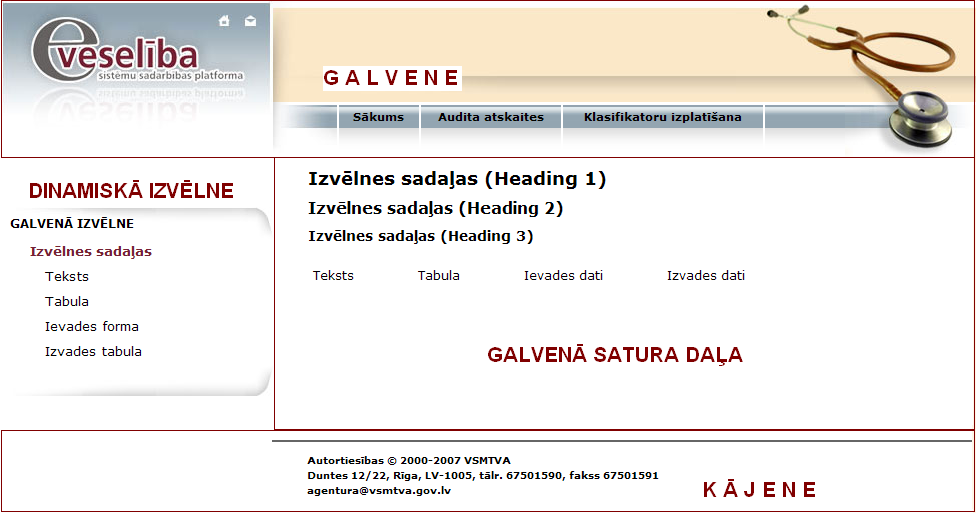 eveselība
sistēmu sadarbības platforma
GALVENE
Sākums Audita atskaites Klasifikatoru izplatīšana
DINAMISKĀ IZVĒLNE
GALVENĀ IZVĒLNE
Izvēlnes sadaļas
Teksts
Tabula
Ievades forma
Izvades tabula
Izvēlnes sadaļas (Heading 1)
Izvēlnes sadaļas (Heading 2)
Izvēlnes sadaļas (Heading 3)
Teksts Tabula Ievades dati Izvades dati
GALVENĀ SATURA DAĻA
Autortiesības © 2000-2007 VSMTVA
Duntes 12/22, Rīga, LV-1005, tālr. 67501590, fakss 67501591
agentura@vsmtva.gov.lv
KĀJENE